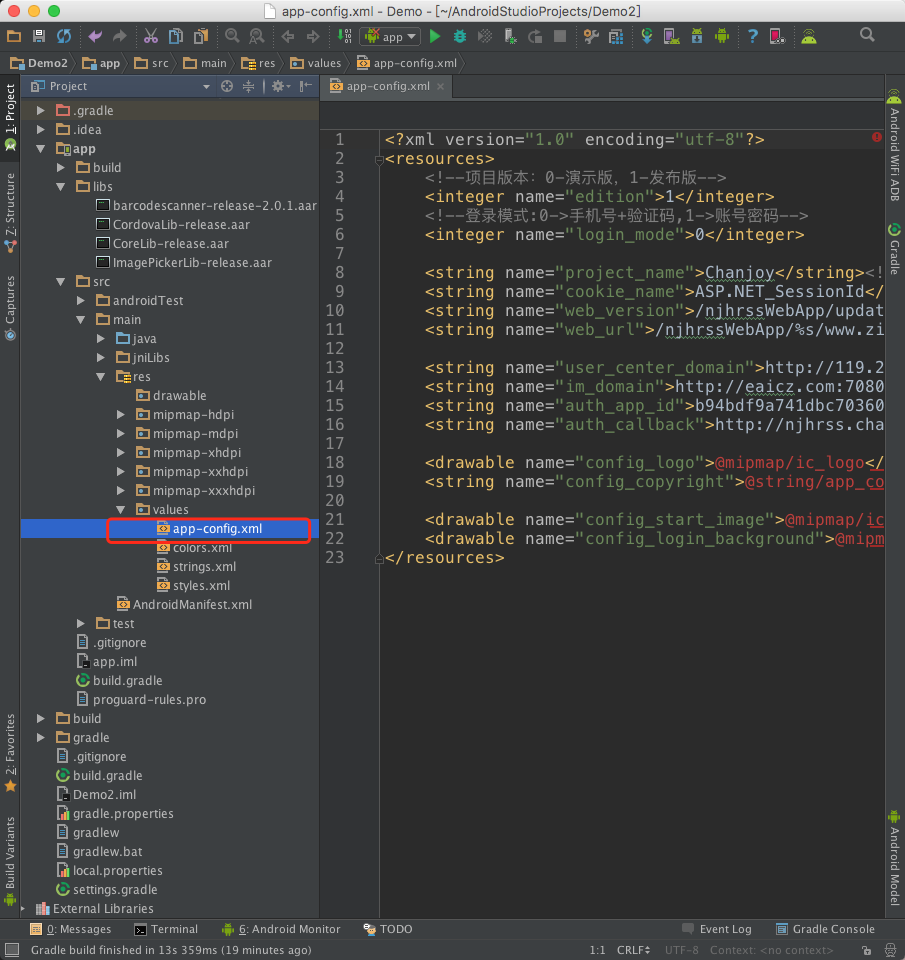 app-config.xml - Demo - [~/AndroidStudioProjects/Demo2]
app
Demo2 app src main res values app-config.xml
Project
app-config.xml
1: Project
7: Structure
Captures
2: Favorites
Build Variants
.gradle
.idea
app
build
libs
barcodescanner-release-2.0.1.aar
CordovaLib-release.aar
CoreLib-release.aar
ImagePickerLib-release.aar
src
androidTest
main
java
jniLibs
res
drawable
mipmap-hdpi
mipmap-mdpi
mipmap-xhdpi
mipmap-xxhdpi
mipmap-xxxhdpi
values
app-config.xml
colors.xml
strings.xml
styles.xml
AndroidManifest.xml
test
.gitignore
app.iml
build.gradle
proguard-rules.pro
build
gradle
.gitignore
build.gradle
Demo2.iml
gradle.properties
gradlew
gradlew.bat
local.properties
settings.gradle
External Libraries
1 <?xml version="1.0" encoding="utf-8"?>
2 <resources>
3 <!--项目版本: 0-演示版, 1-发布版-->
4 <integer name="edition">1</integer>
5 <!--登录模式:0->手机号+验证码,1->账号密码-->
6 <integer name="login_mode">0</integer>
7
8 <string name="project_name">Chanjoy</string><!
9 <string name="cookie_name">ASP.NET_SessionId</
10 <string name="web_version">/njhrssWebApp/updat
11 <string name="web_url">/njhrssWebApp/%s/www.zi
12
13 <string name="user_center_domain">http://119.2
14 <string name="im_domain">http://eaicz.com:7080
15 <string name="auth_app_id">b94bdf9a741dbc70360
16 <string name="auth_callback">http://njhrss.cha
17
18 <drawable name="config_logo">@mipmap/ic_logo</
19 <string name="config_copyright">@string/app_co
20
21 <drawable name="config_start_image">@mipmap/ic
22 <drawable name="config_login_background">@mipm
23 </resources>
Android WiFi ADB
Gradle
Android Model
0: Messages Terminal 6: Android Monitor TODO Event Log Gradle Console
Gradle build finished in 13s 359ms (19 minutes ago) 1:1 CRLF UTF-8 Context: <no context>